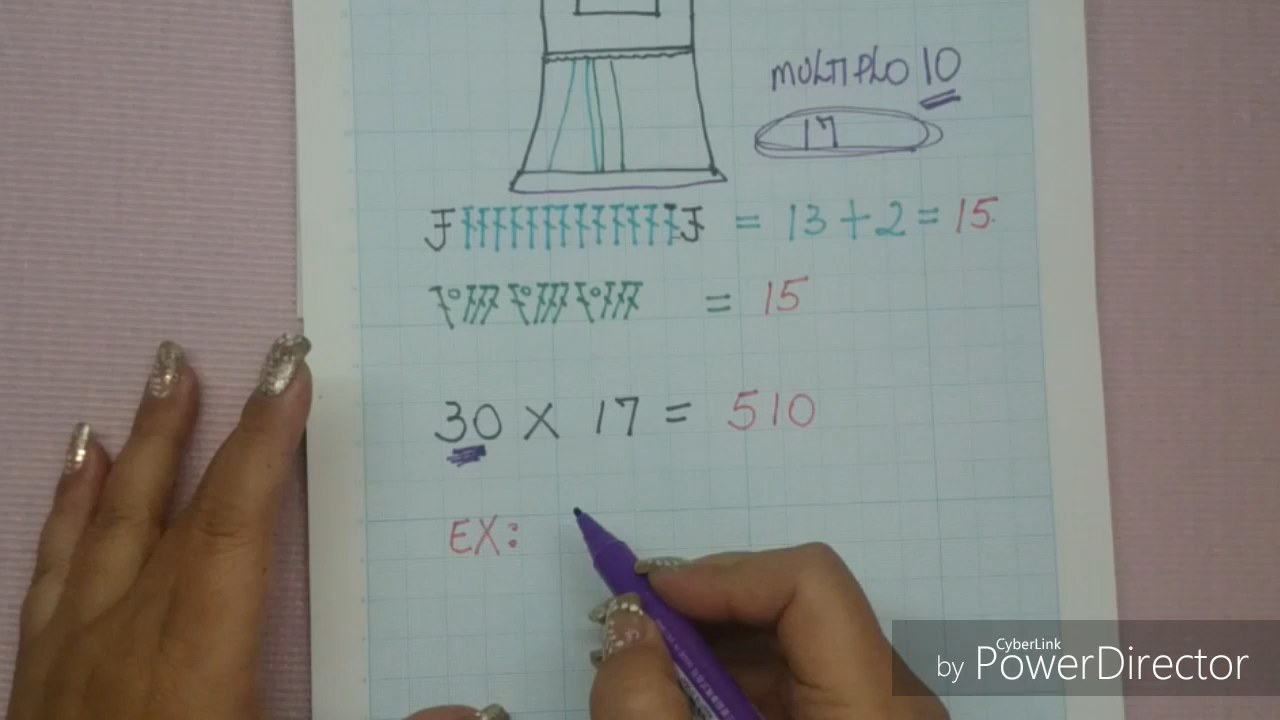 MULTIPLO 10
17
= 13 + 2 = 15
= 15
30 X 17 = 510
EX:
CyberLink
by PowerDirector